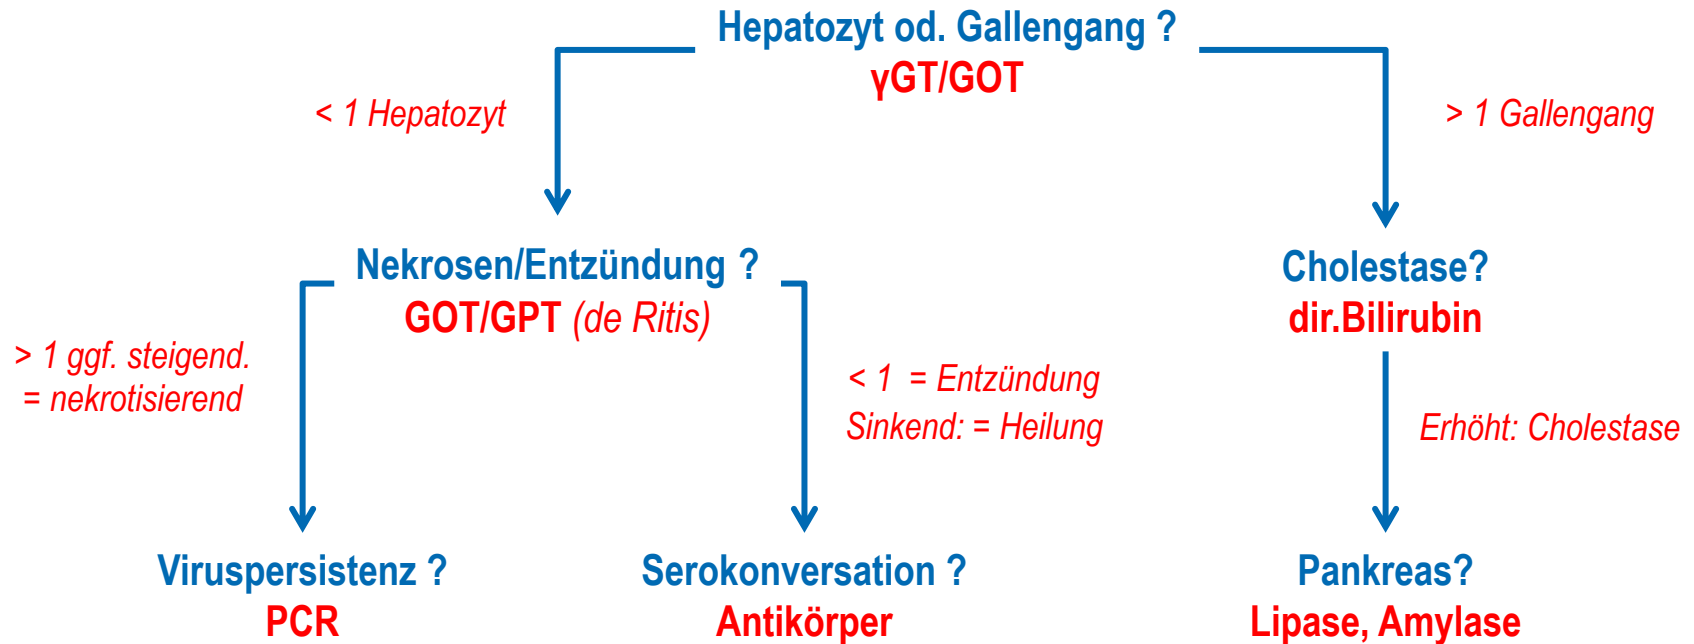 Hepatozyt od. Gallengang ?
γGT/GOT
< 1 Hepatozyt
> 1 Gallengang
Nekrosen/Entzündung ?
GOT/GPT (de Ritis)
Cholestase?
dir.Bilirubin
> 1 ggf. steigend.
= nekrotisierend
< 1 = Entzündung
Sinkend: = Heilung
Erhöht: Cholestase
Viruspersistenz ?
PCR
Serokonversation ?
Antikörper
Pankreas?
Lipase, Amylase